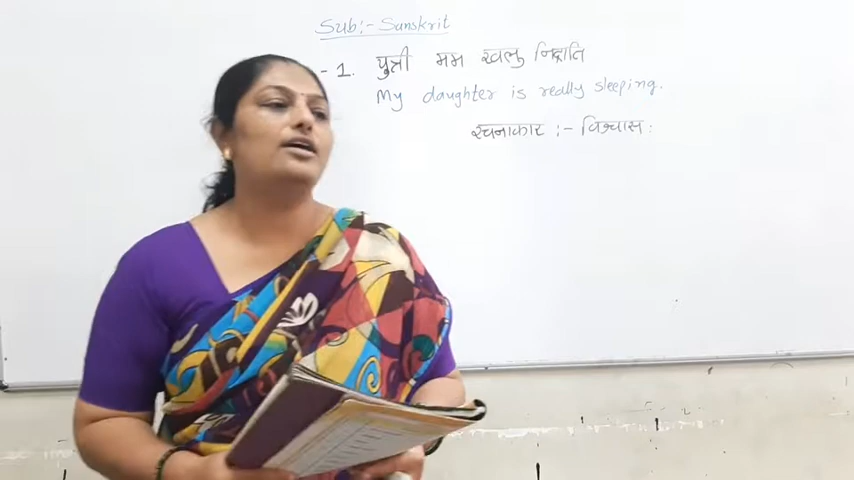 Sub:- Sanskrit
- 1. पुत्री मम खलु निद्राति
My daughter is really sleeping.
रचनाकार :- विश्वास: